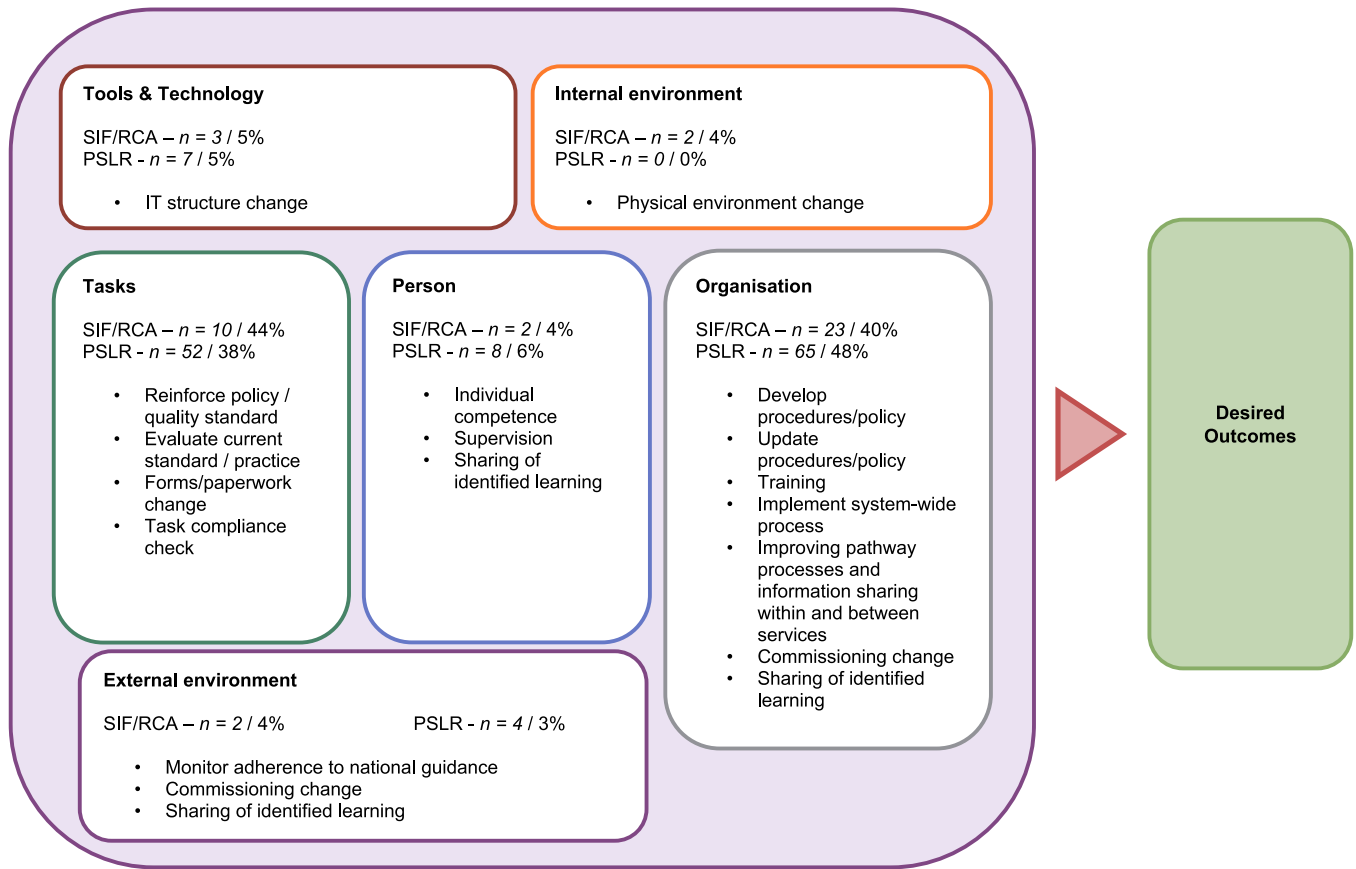 Tools & Technology
SIF/RCA – n = 3 / 5%
PSLR - n = 7 / 5%
• IT structure change
Internal environment
SIF/RCA – n = 2 / 4%
PSLR - n = 0 / 0%
• Physical environment change
Tasks
SIF/RCA – n = 10 / 44%
PSLR - n = 52 / 38%
• Reinforce policy /
quality standard
• Evaluate current
standard / practice
• Forms/paperwork
change
• Task compliance
check
Person
SIF/RCA – n = 2 / 4%
PSLR - n = 8 / 6%
• Individual
competence
• Supervision
• Sharing of
identified learning
Organisation
SIF/RCA – n = 23 / 40%
PSLR - n = 65 / 48%
• Develop
procedures/policy
• Update
procedures/policy
• Training
• Implement system-wide
process
• Improving pathway
processes and
information sharing
within and between
services
• Commissioning change
• Sharing of identified
learning
External environment
SIF/RCA – n = 2 / 4% PSLR - n = 4 / 3%
• Monitor adherence to national guidance
• Commissioning change
• Sharing of identified learning
Desired
Outcomes